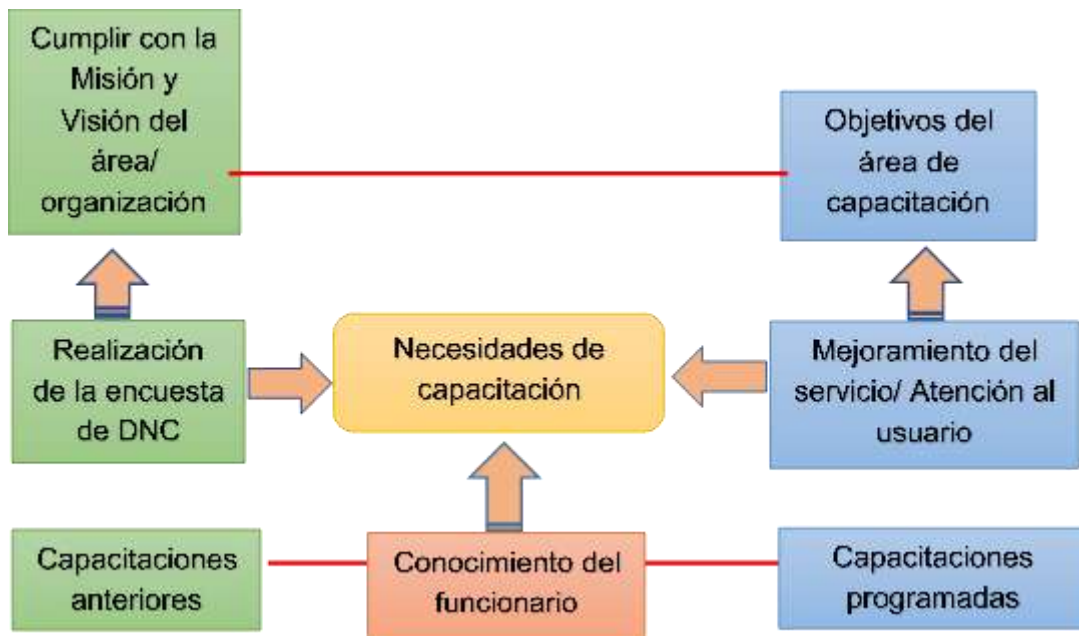 Cumplir con la
Misión y
Visión del
área/
organización
Objetivos del
área de
capacitación
Realización
de la encuesta
de DNC
Necesidades de
capacitación
Mejoramiento del
servicio/ Atención al
usuario
Capacitaciones
anteriores
Conocimiento del
funcionario
Capacitaciones
programadas